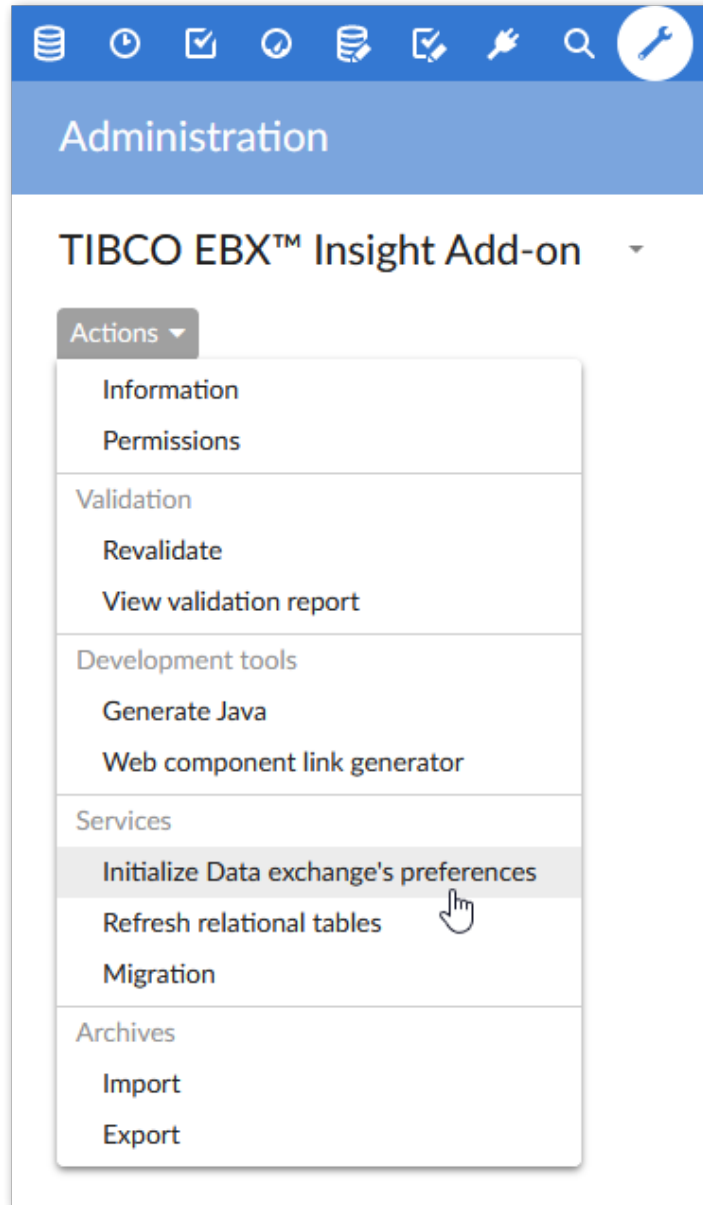 Administration
TIBCO EBX™ Insight Add-on
Actions
Information
Permissions
Validation
Revalidate
View validation report
Development tools
Generate Java
Web component link generator
Services
Initialize Data exchange's preferences
Refresh relational tables
Migration
Archives
Import
Export